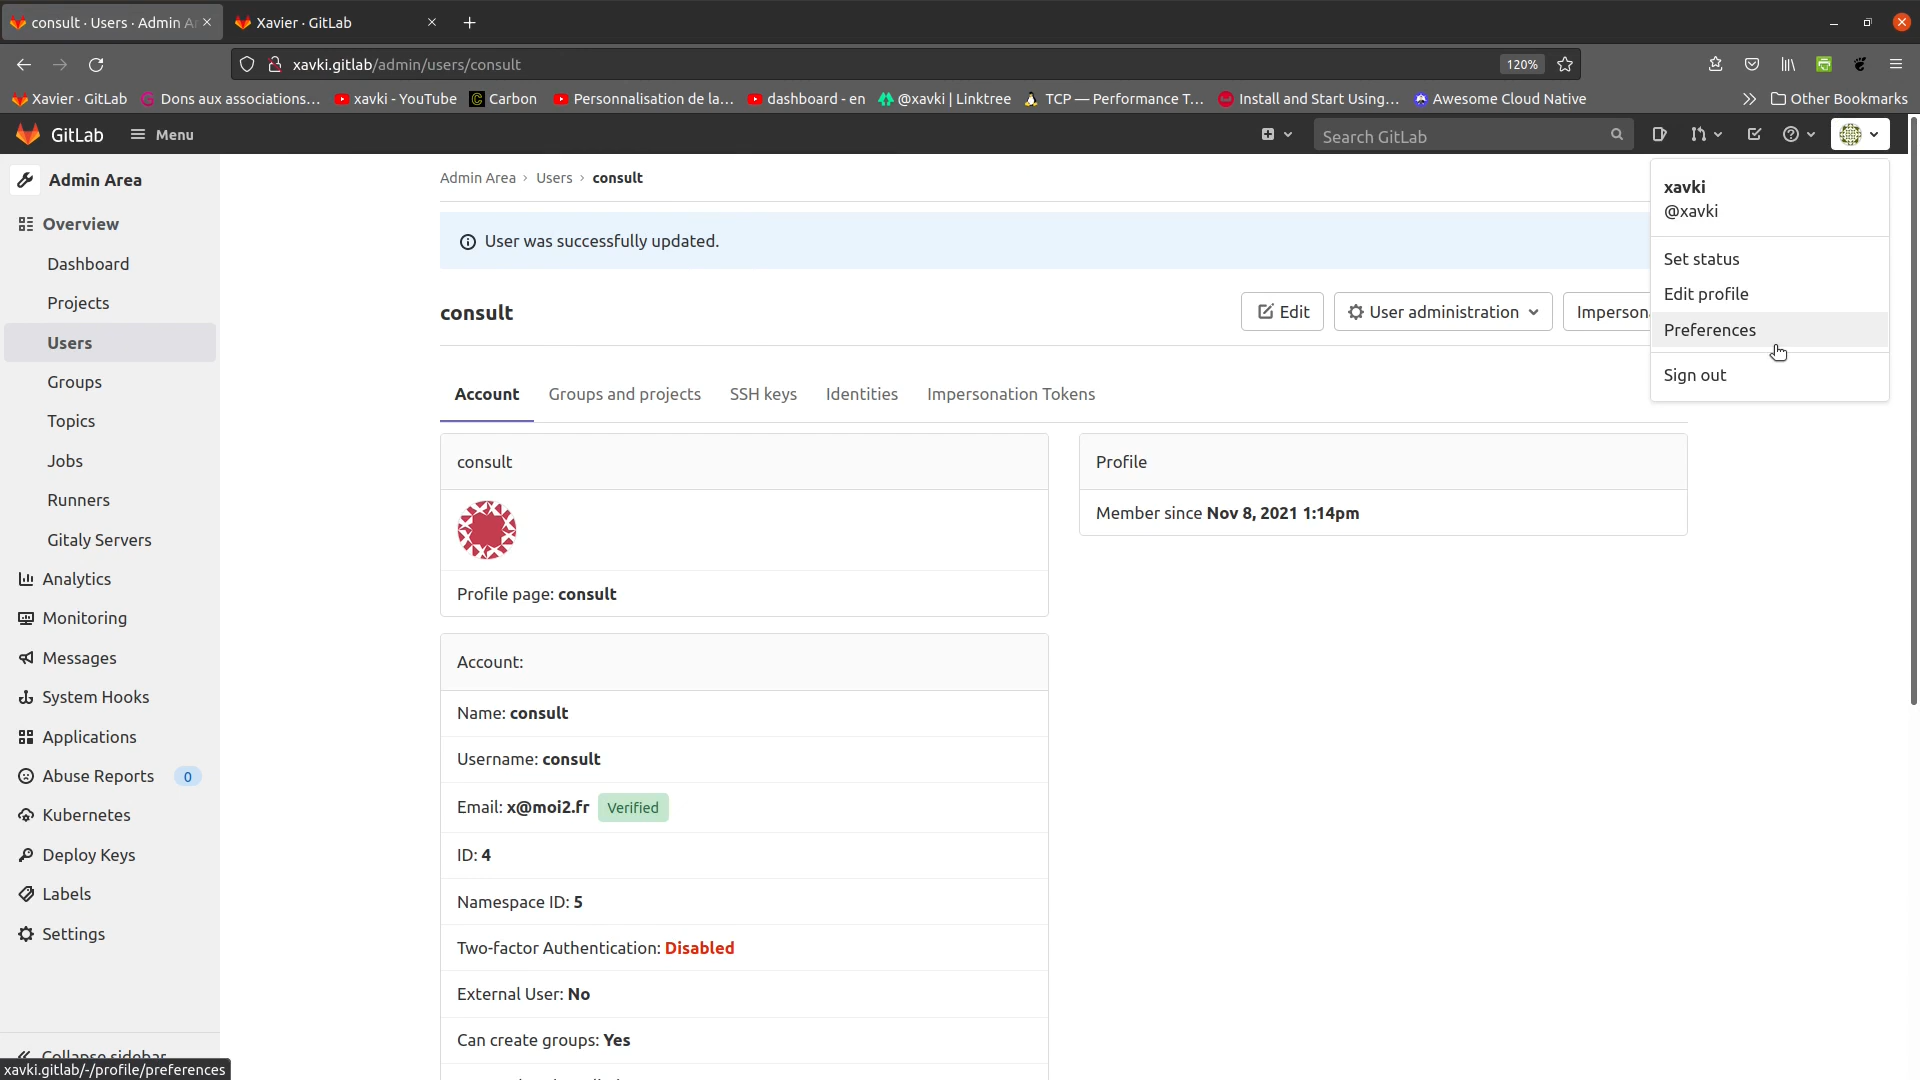 consult · Users · Admin A
Xavier · GitLab
xavki.gitlab/admin/users/consult
120%
Xavier · GitLab
Dons aux associations…
xavki - YouTube
Carbon
Personnalisation de la…
dashboard - en
@xavki | Linktree
TCP — Performance T…
Install and Start Using…
Awesome Cloud Native
Other Bookmarks
GitLab
Menu
Search GitLab
Admin Area
Overview
Dashboard
Projects
Users
Groups
Topics
Jobs
Runners
Gitaly Servers
Analytics
Monitoring
Messages
System Hooks
Applications
Abuse Reports 0
Kubernetes
Deploy Keys
Labels
Settings
Collapse sidebar
xavki.gitlab/-/profile/preferences
Admin Area › Users › consult
User was successfully updated.
consult
Edit
User administration
Imperson
xavki
@xavki
Set status
Edit profile
Preferences
Sign out
Account
Groups and projects
SSH keys
Identities
Impersonation Tokens
consult
Profile page: consult
Account:
Name: consult
Username: consult
Email: x@moi2.fr Verified
ID: 4
Namespace ID: 5
Two-factor Authentication: Disabled
External User: No
Can create groups: Yes
Profile
Member since Nov 8, 2021 1:14pm